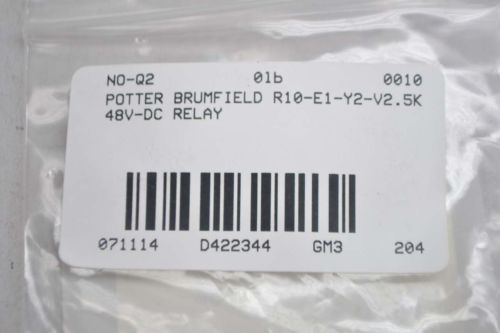 NO-Q2 01b 0010
POTTER BRUMFIELD R10-E1-Y2-V2.5K
48V-DC RELAY
071114 D422344 GM3 204